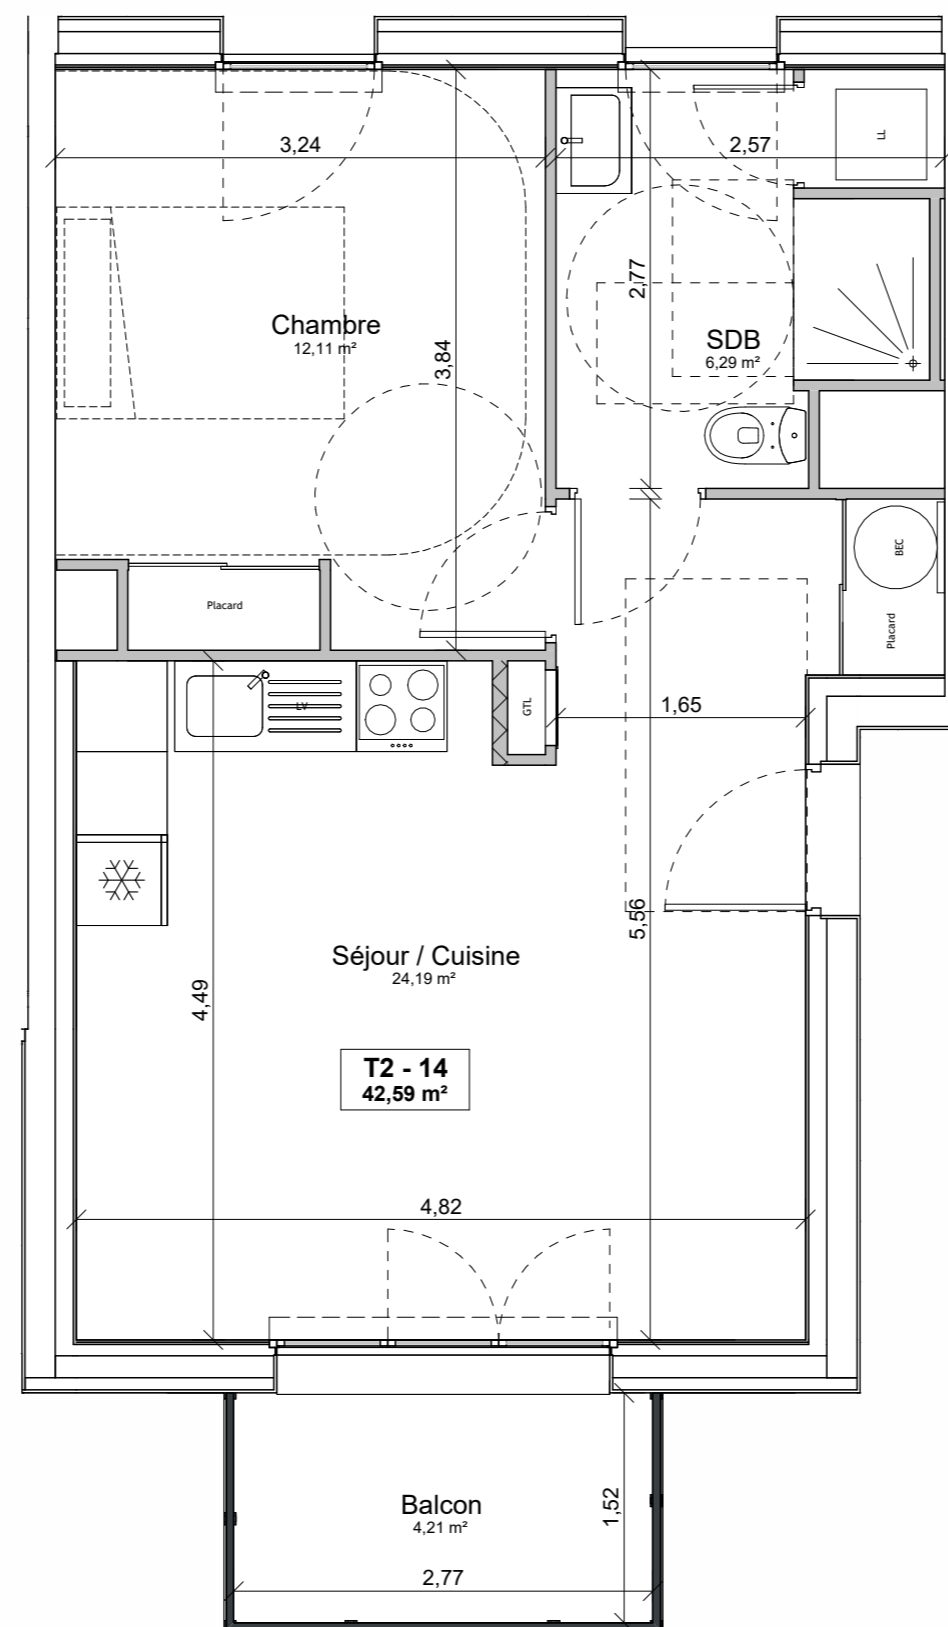 3,24
2,57
LL
2,77
Chambre
12,11 m²
3,84
SDB
6,29 m²
BEC
Placard
Placard
LV
GTL
1,65
5,56
4,49
Séjour / Cuisine
24,19 m²
T2 - 14
42,59 m²
4,82
Balcon
4,21 m²
1,52
2,77